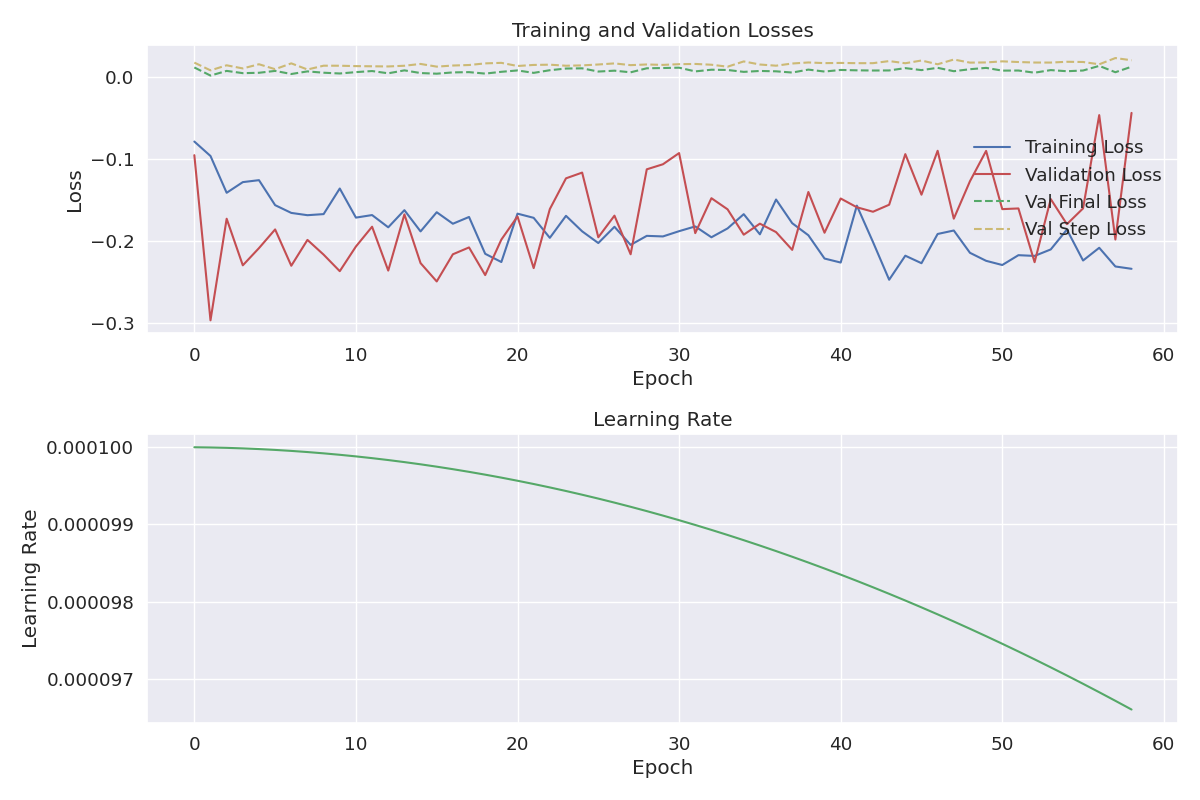 Training and Validation Losses
0.0
−0.1
−0.2
−0.3
Loss
Training Loss
Validation Loss
Val Final Loss
Val Step Loss
0 10 20 30 40 50 60
Epoch
Learning Rate
0.000100
0.000099
0.000098
0.000097
Learning Rate
0 10 20 30 40 50 60
Epoch